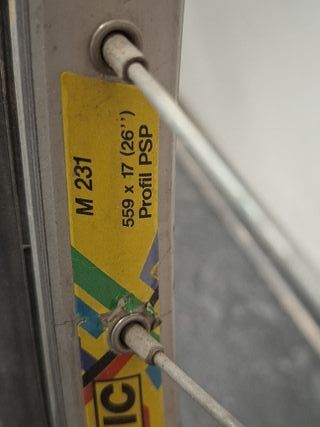 M 231
559 x 17 (26'')
Profil PSP
IC